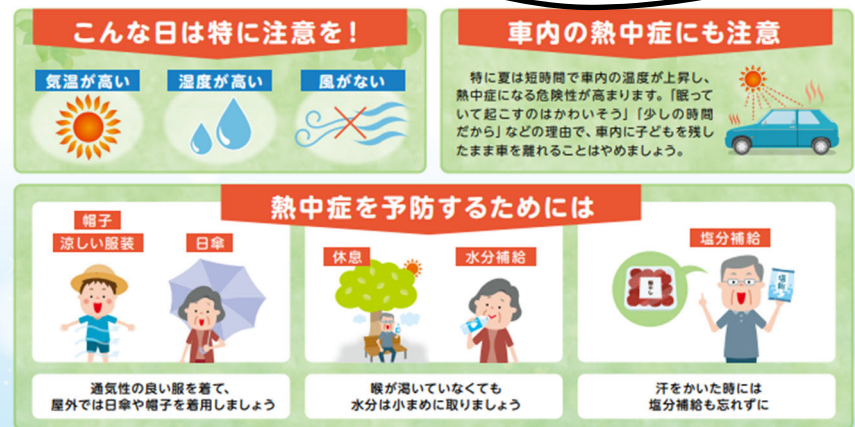 こんな日は特に注意を!
気温が高い
湿度が高い
風がない
車内の熱中症にも注意
特に夏は短時間で車内の温度が上昇し、
熱中症になる危険性が高まります。「眠って
いて起こすのはかわいそう」「少しの時間
だから」などの理由で、車内に子どもを残し
たまま車を離れることはやめましょう。
熱中症を予防するためには
帽子
涼しい服装
日傘
通気性の良い服を着て、
屋外では日傘や帽子を着用しましょう
休息
水分補給
喉が渇いていなくても
水分は小まめに取りましょう
塩分補給
汗をかいた時には
塩分補給も忘れずに